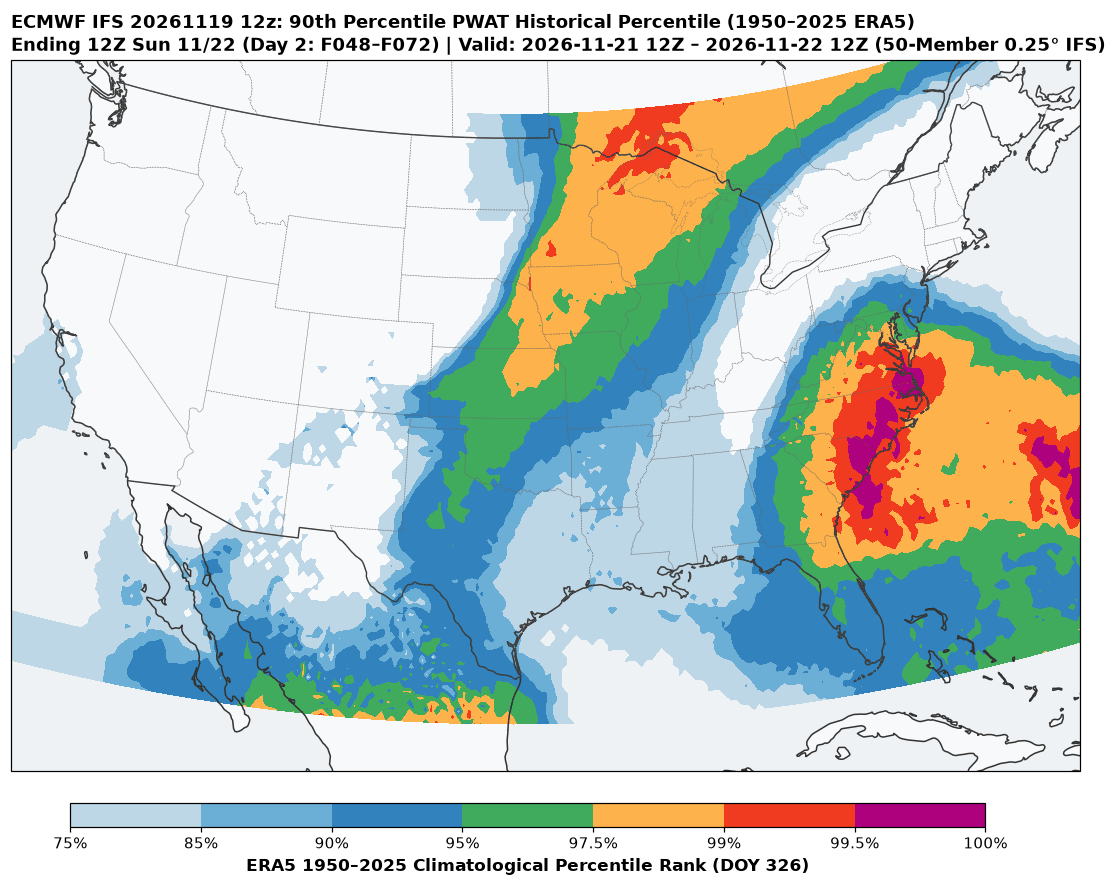 ECMWF IFS 20261119 12z: 90th Percentile PWAT Historical Percentile (1950–2025 ERA5)
Ending 12Z Sun 11/22 (Day 2: F048–F072) | Valid: 2026-11-21 12Z – 2026-11-22 12Z (50-Member 0.25° IFS)
75% 85% 90% 95% 97.5% 99% 99.5% 100%
ERA5 1950–2025 Climatological Percentile Rank (DOY 326)